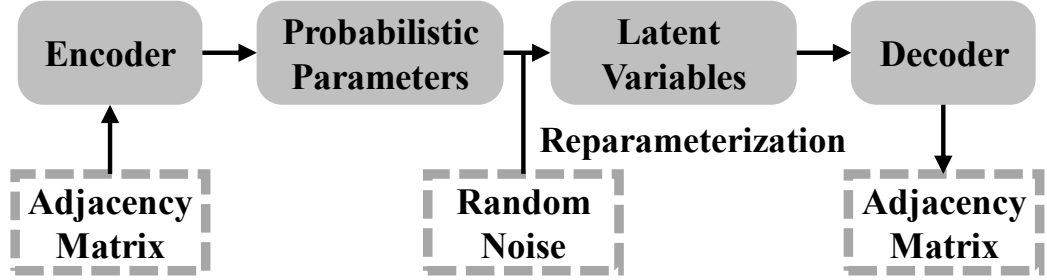 Encoder
Probabilistic
Parameters
Latent
Variables
Decoder
Reparameterization
Adjacency
Matrix
Random
Noise
Adjacency
Matrix